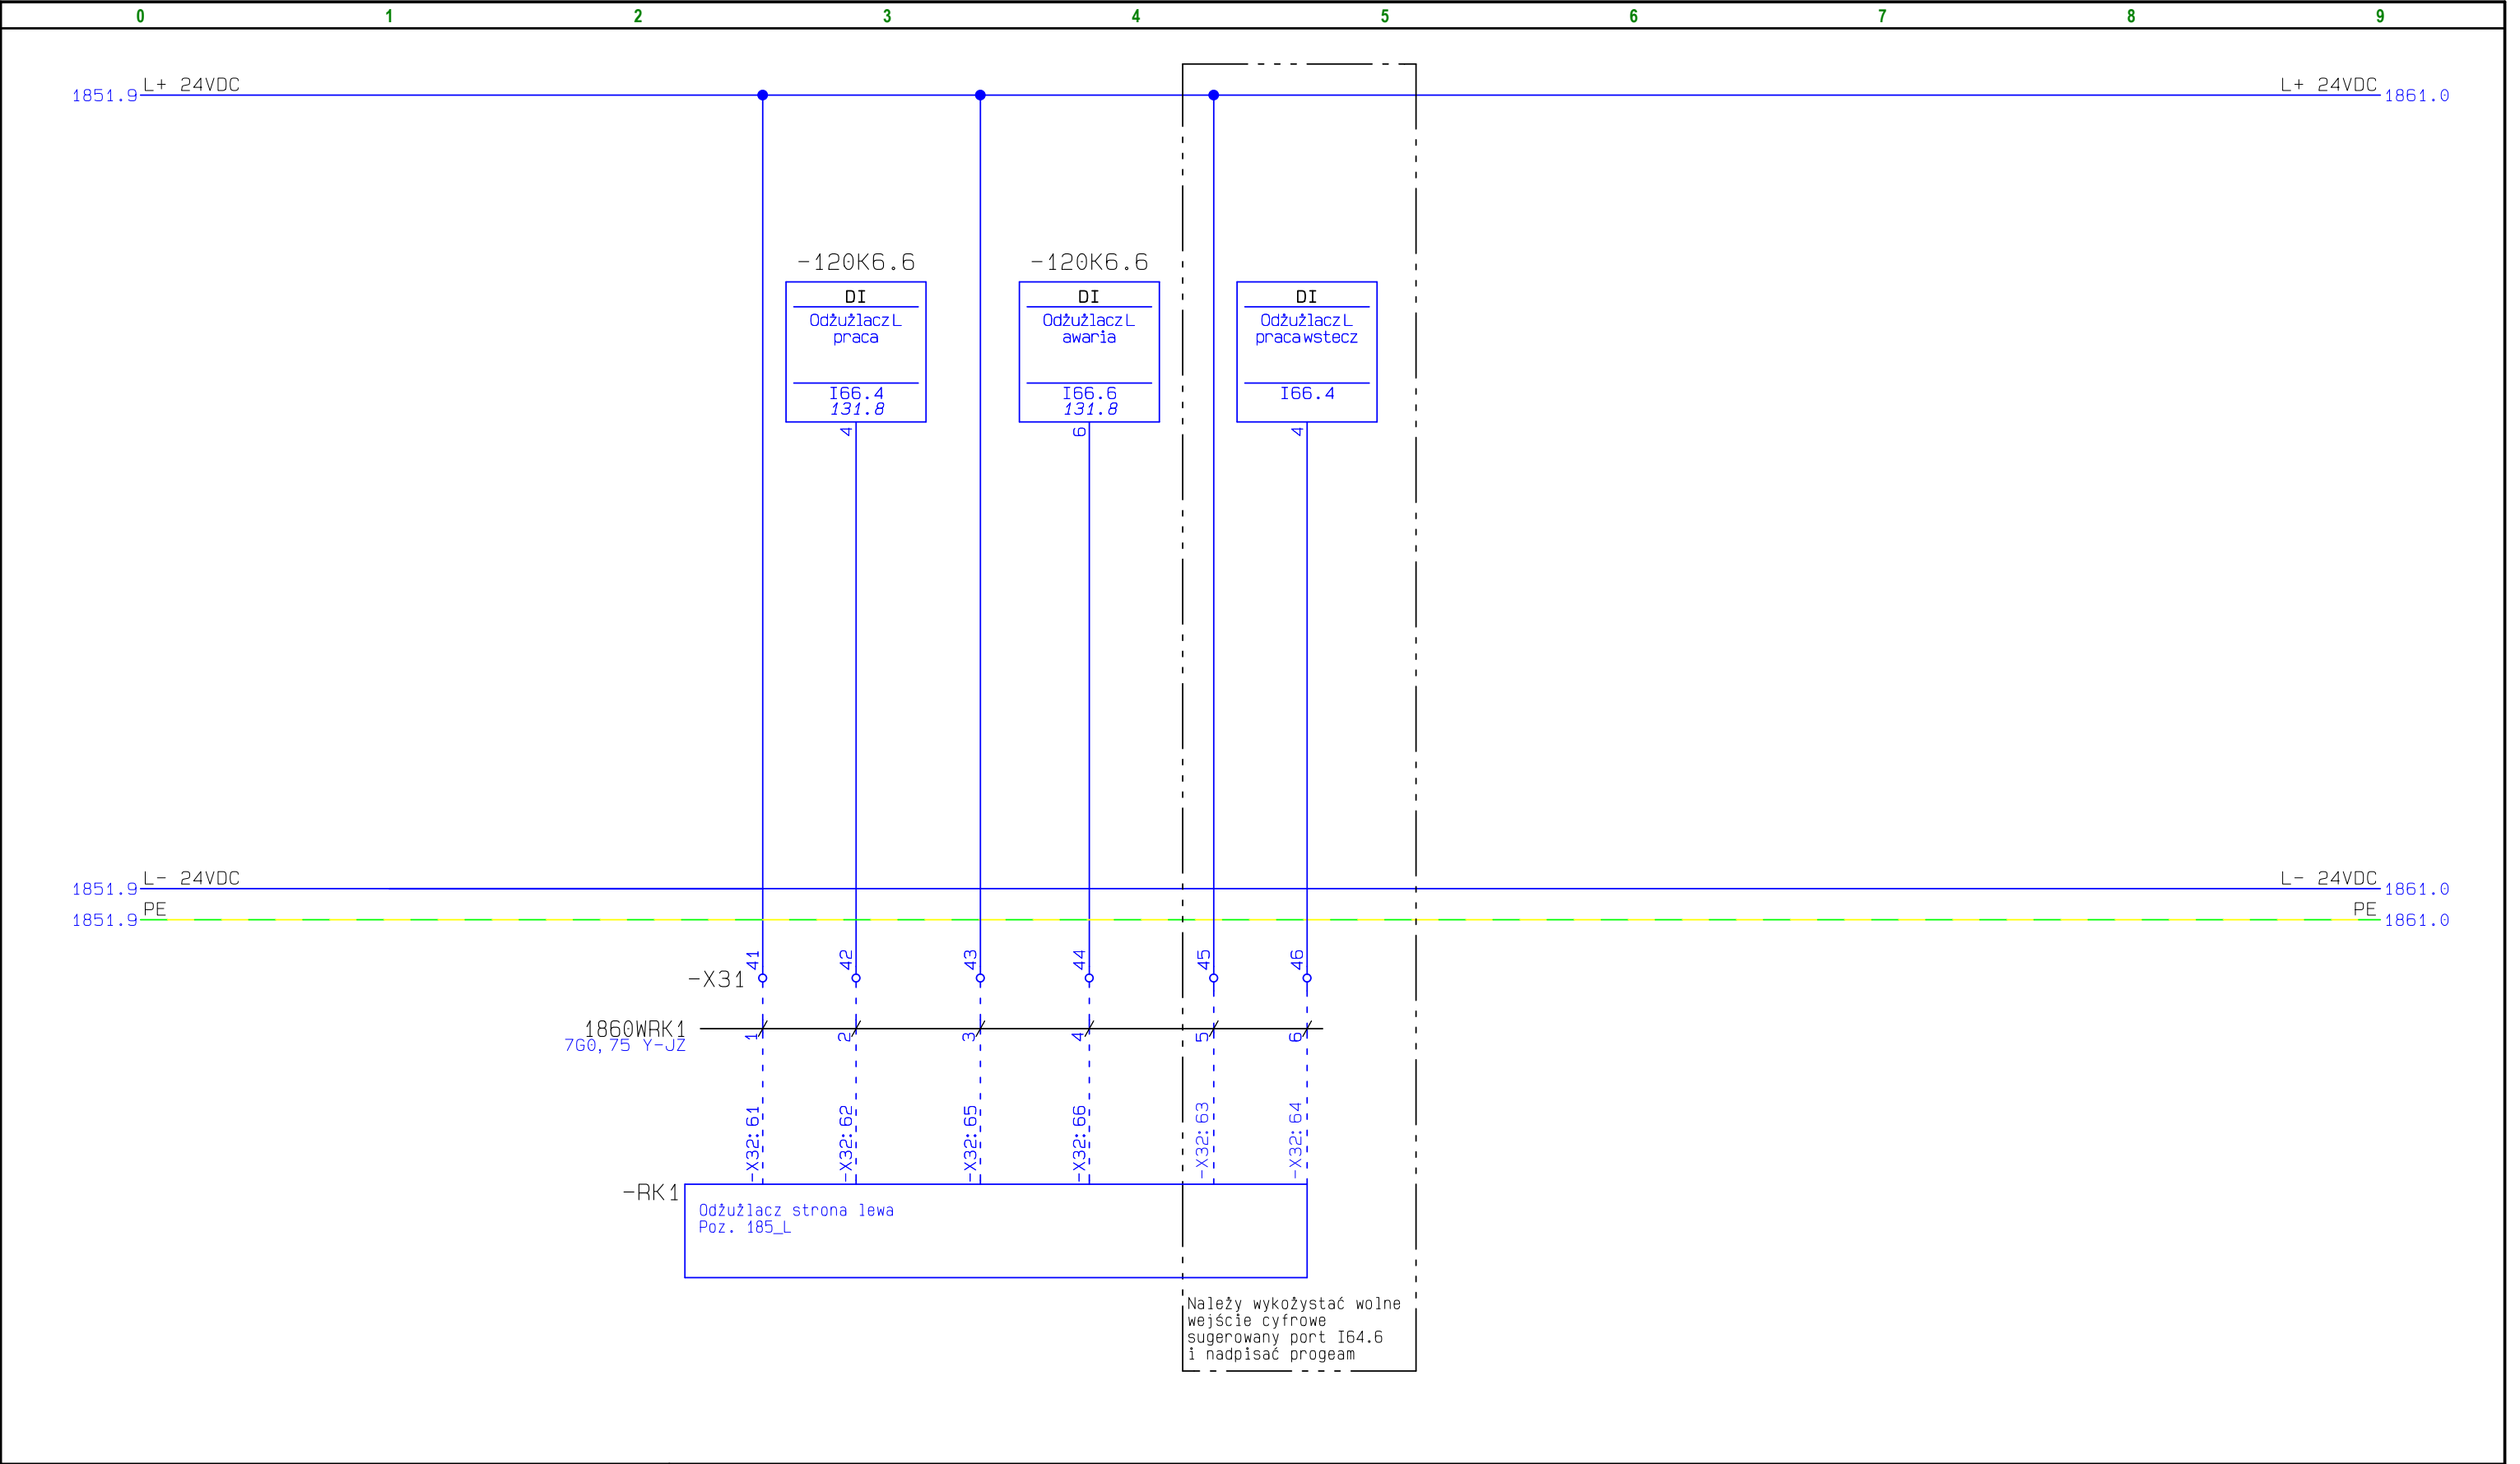 0 1 2 3 4 5 6 7 8 9
L+ 24VDC L+ 24VDC
1851.9 1861.0
-120K6.6 -120K6.6
DI DI DI
Odżużlacz L Odżużlacz L Odżużlacz L
praca awaria praca wstecz
I66.4 I66.6 I66.4
131.8 131.8
4 6 4
L- 24VDC L- 24VDC
1851.9 1861.0
PE PE
1851.9 1861.0
41 42 43 44 45 46
-X31
1860WRK1
7G0,75 Y-JZ
1 2 3 4 5 6
-X32:61 -X32:62 -X32:65 -X32:66 -X32:63 -X32:64
-RK1
Odżużlacz strona lewa
Poz. 185_L
Należy wykożystać wolne
wejście cyfrowe
sugerowany port I64.6
i nadpisać progeam